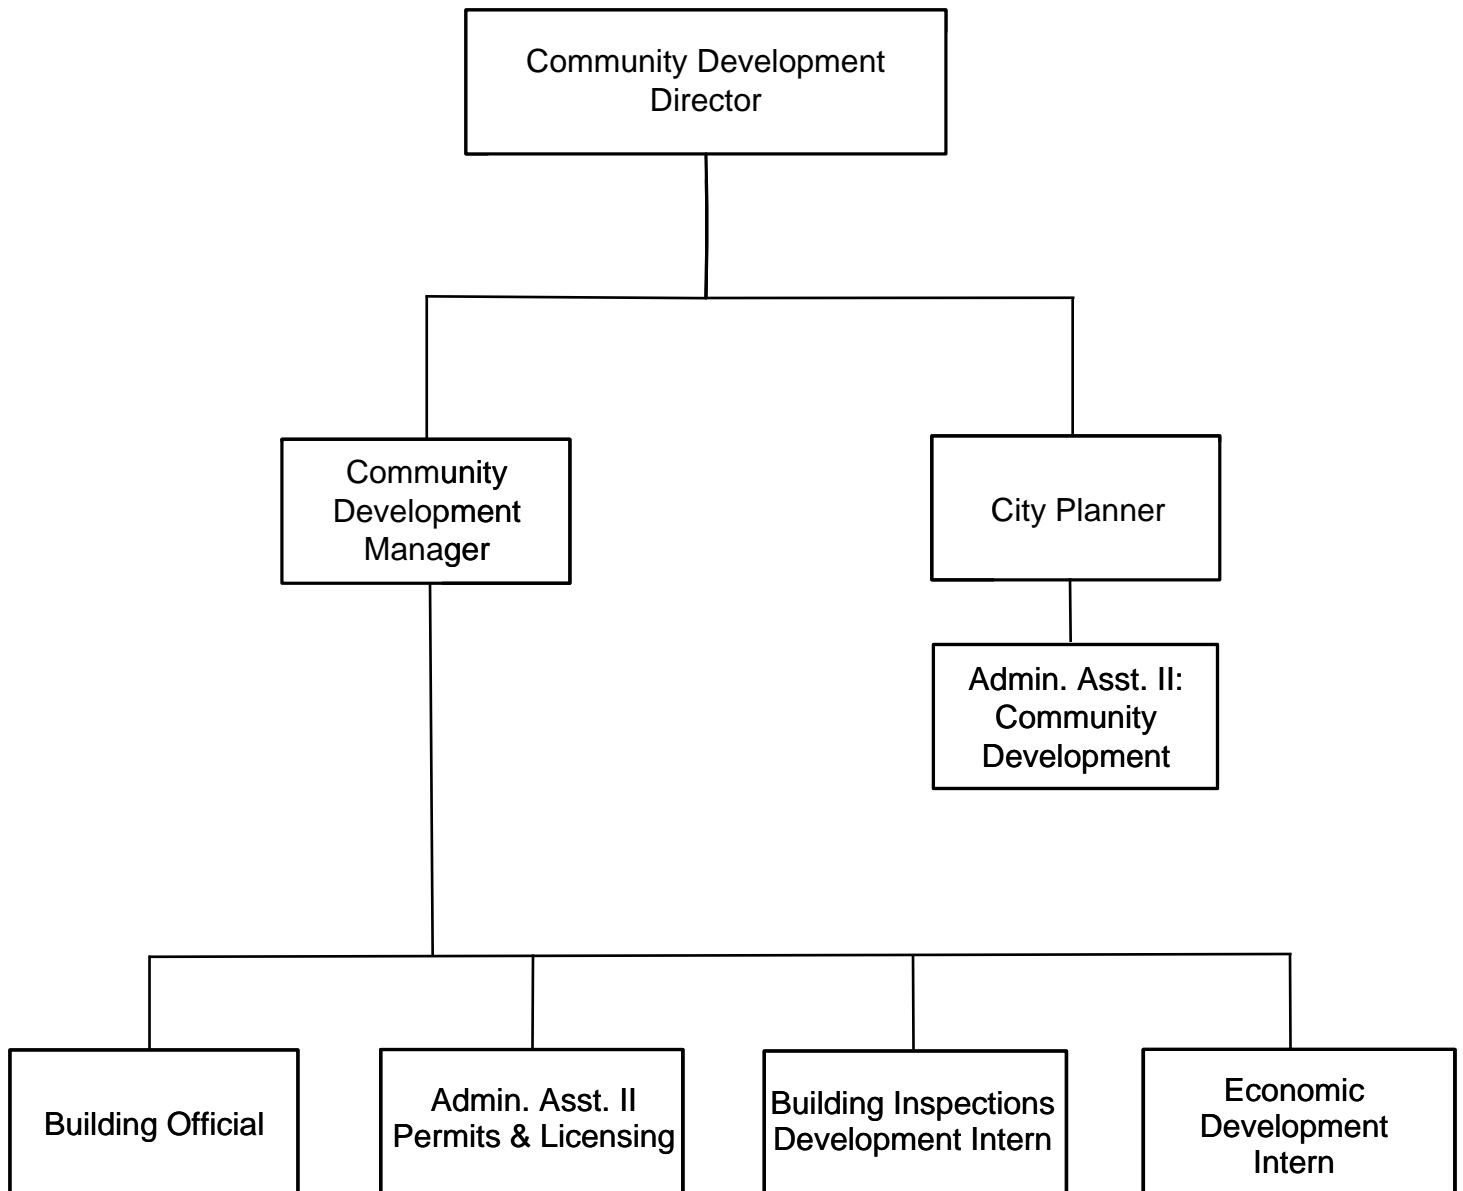 Community Development
Director
Community
Development
Manager
City Planner
Admin. Asst. II:
Community
Development
Building Official
Admin. Asst. II
Permits & Licensing
Building Inspections
Development Intern
Economic
Development
Intern